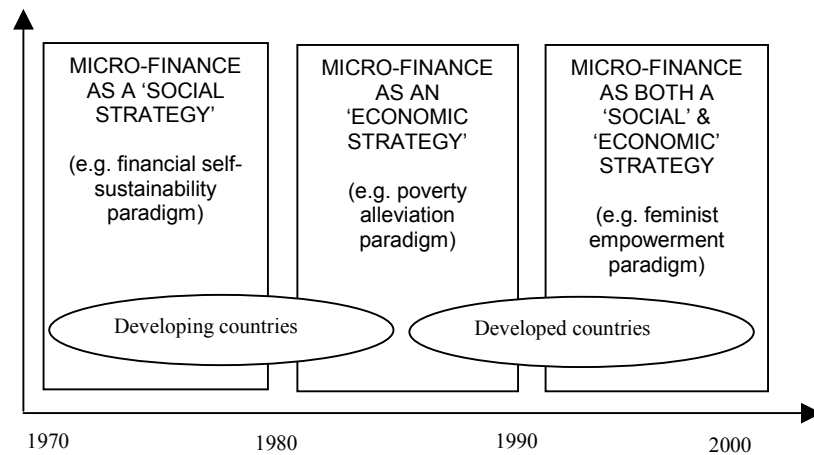 MICRO-FINANCE
AS A ‘SOCIAL
STRATEGY’
(e.g. financial self-
sustainability
paradigm)
MICRO-FINANCE
AS AN
‘ECONOMIC
STRATEGY’
(e.g. poverty
alleviation
paradigm)
MICRO-FINANCE
AS BOTH A
‘SOCIAL’ &
‘ECONOMIC’
STRATEGY
(e.g. feminist
empowerment
paradigm)
Developing countries
Developed countries
1970
1980
1990
2000